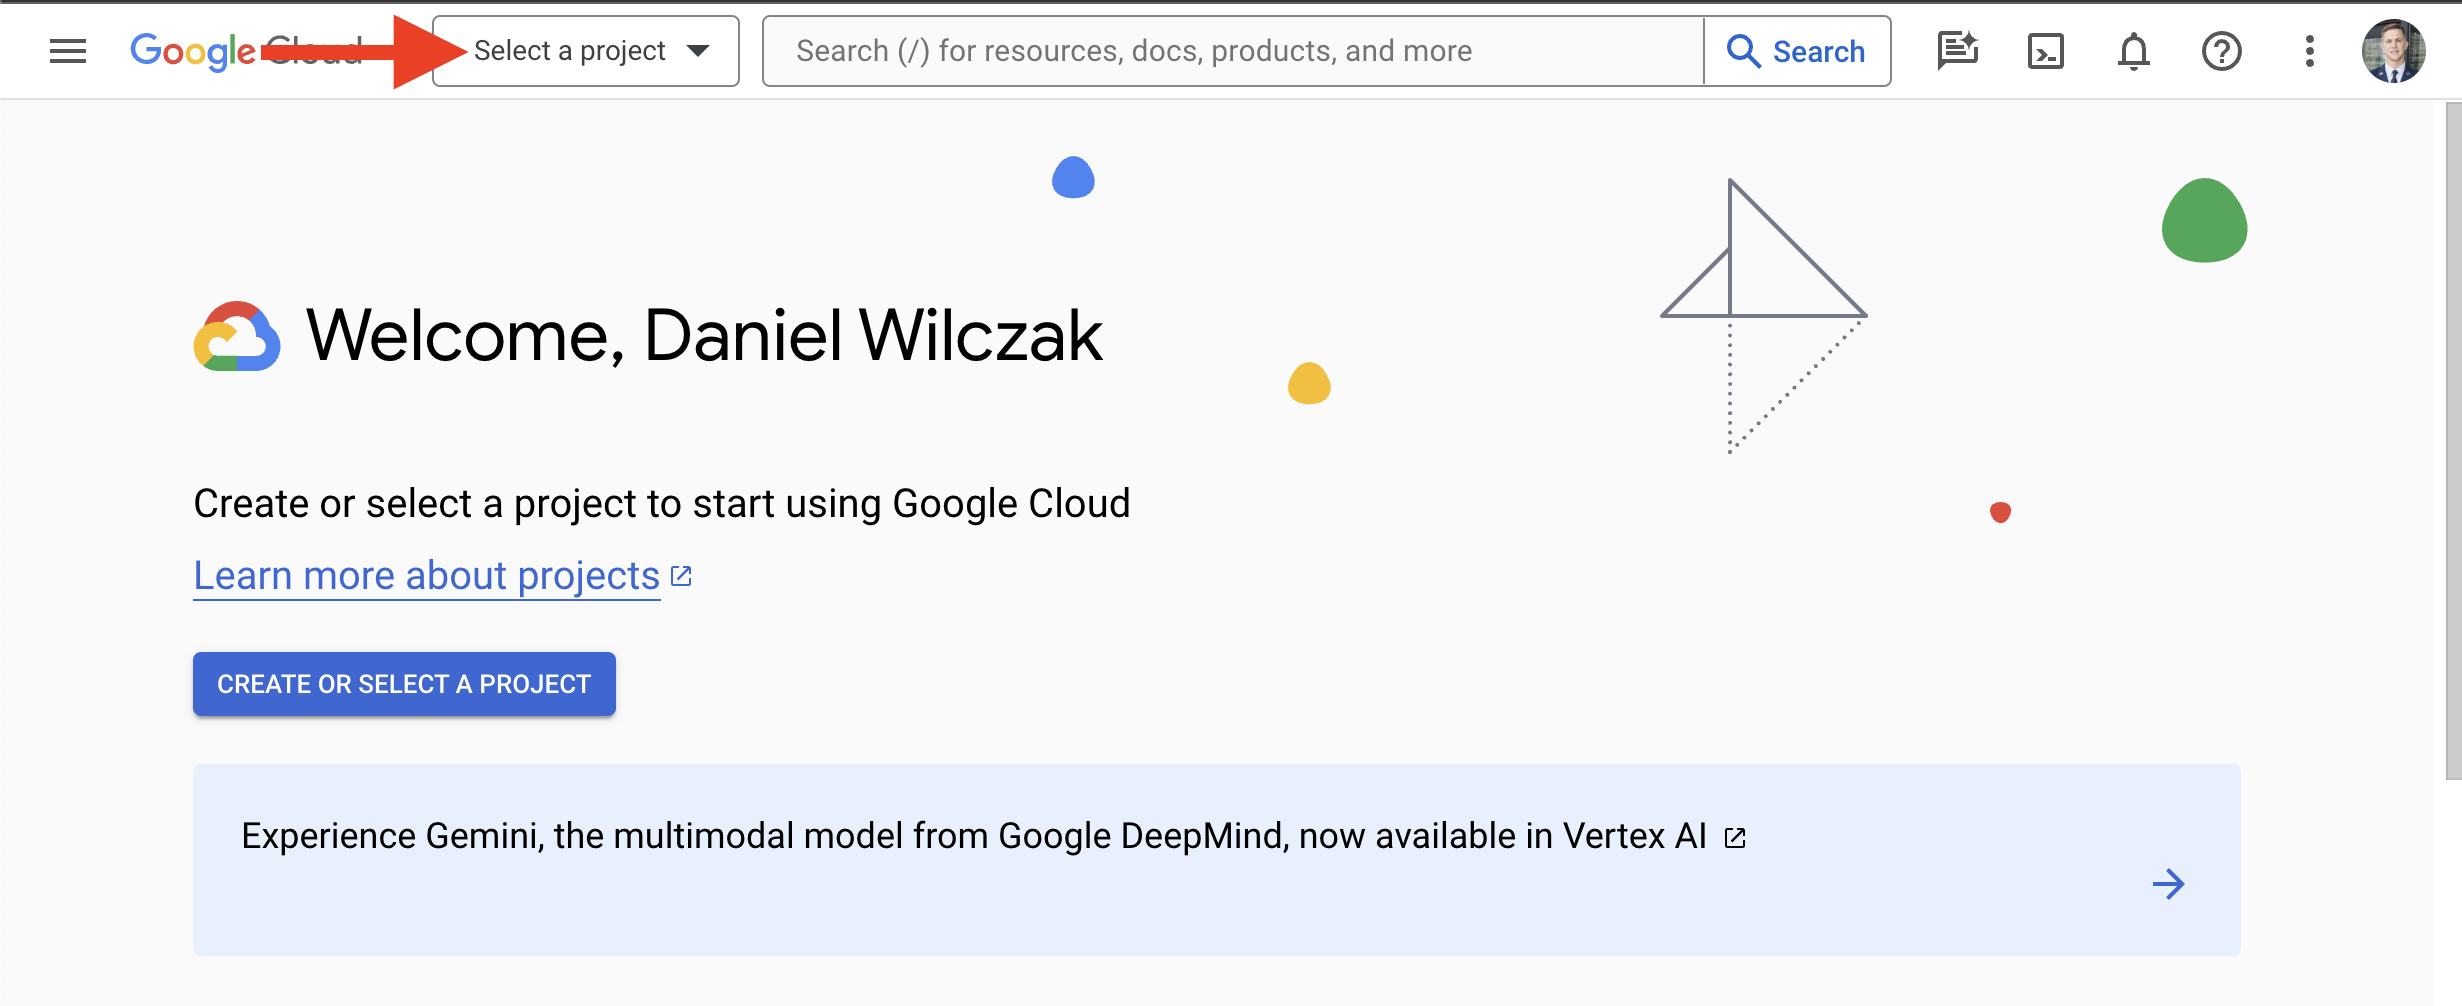 Google Cloud
Select a project
Search (/) for resources, docs, products, and more
Search
Welcome, Daniel Wilczak
Create or select a project to start using Google Cloud
Learn more about projects
CREATE OR SELECT A PROJECT
Experience Gemini, the multimodal model from Google DeepMind, now available in Vertex AI